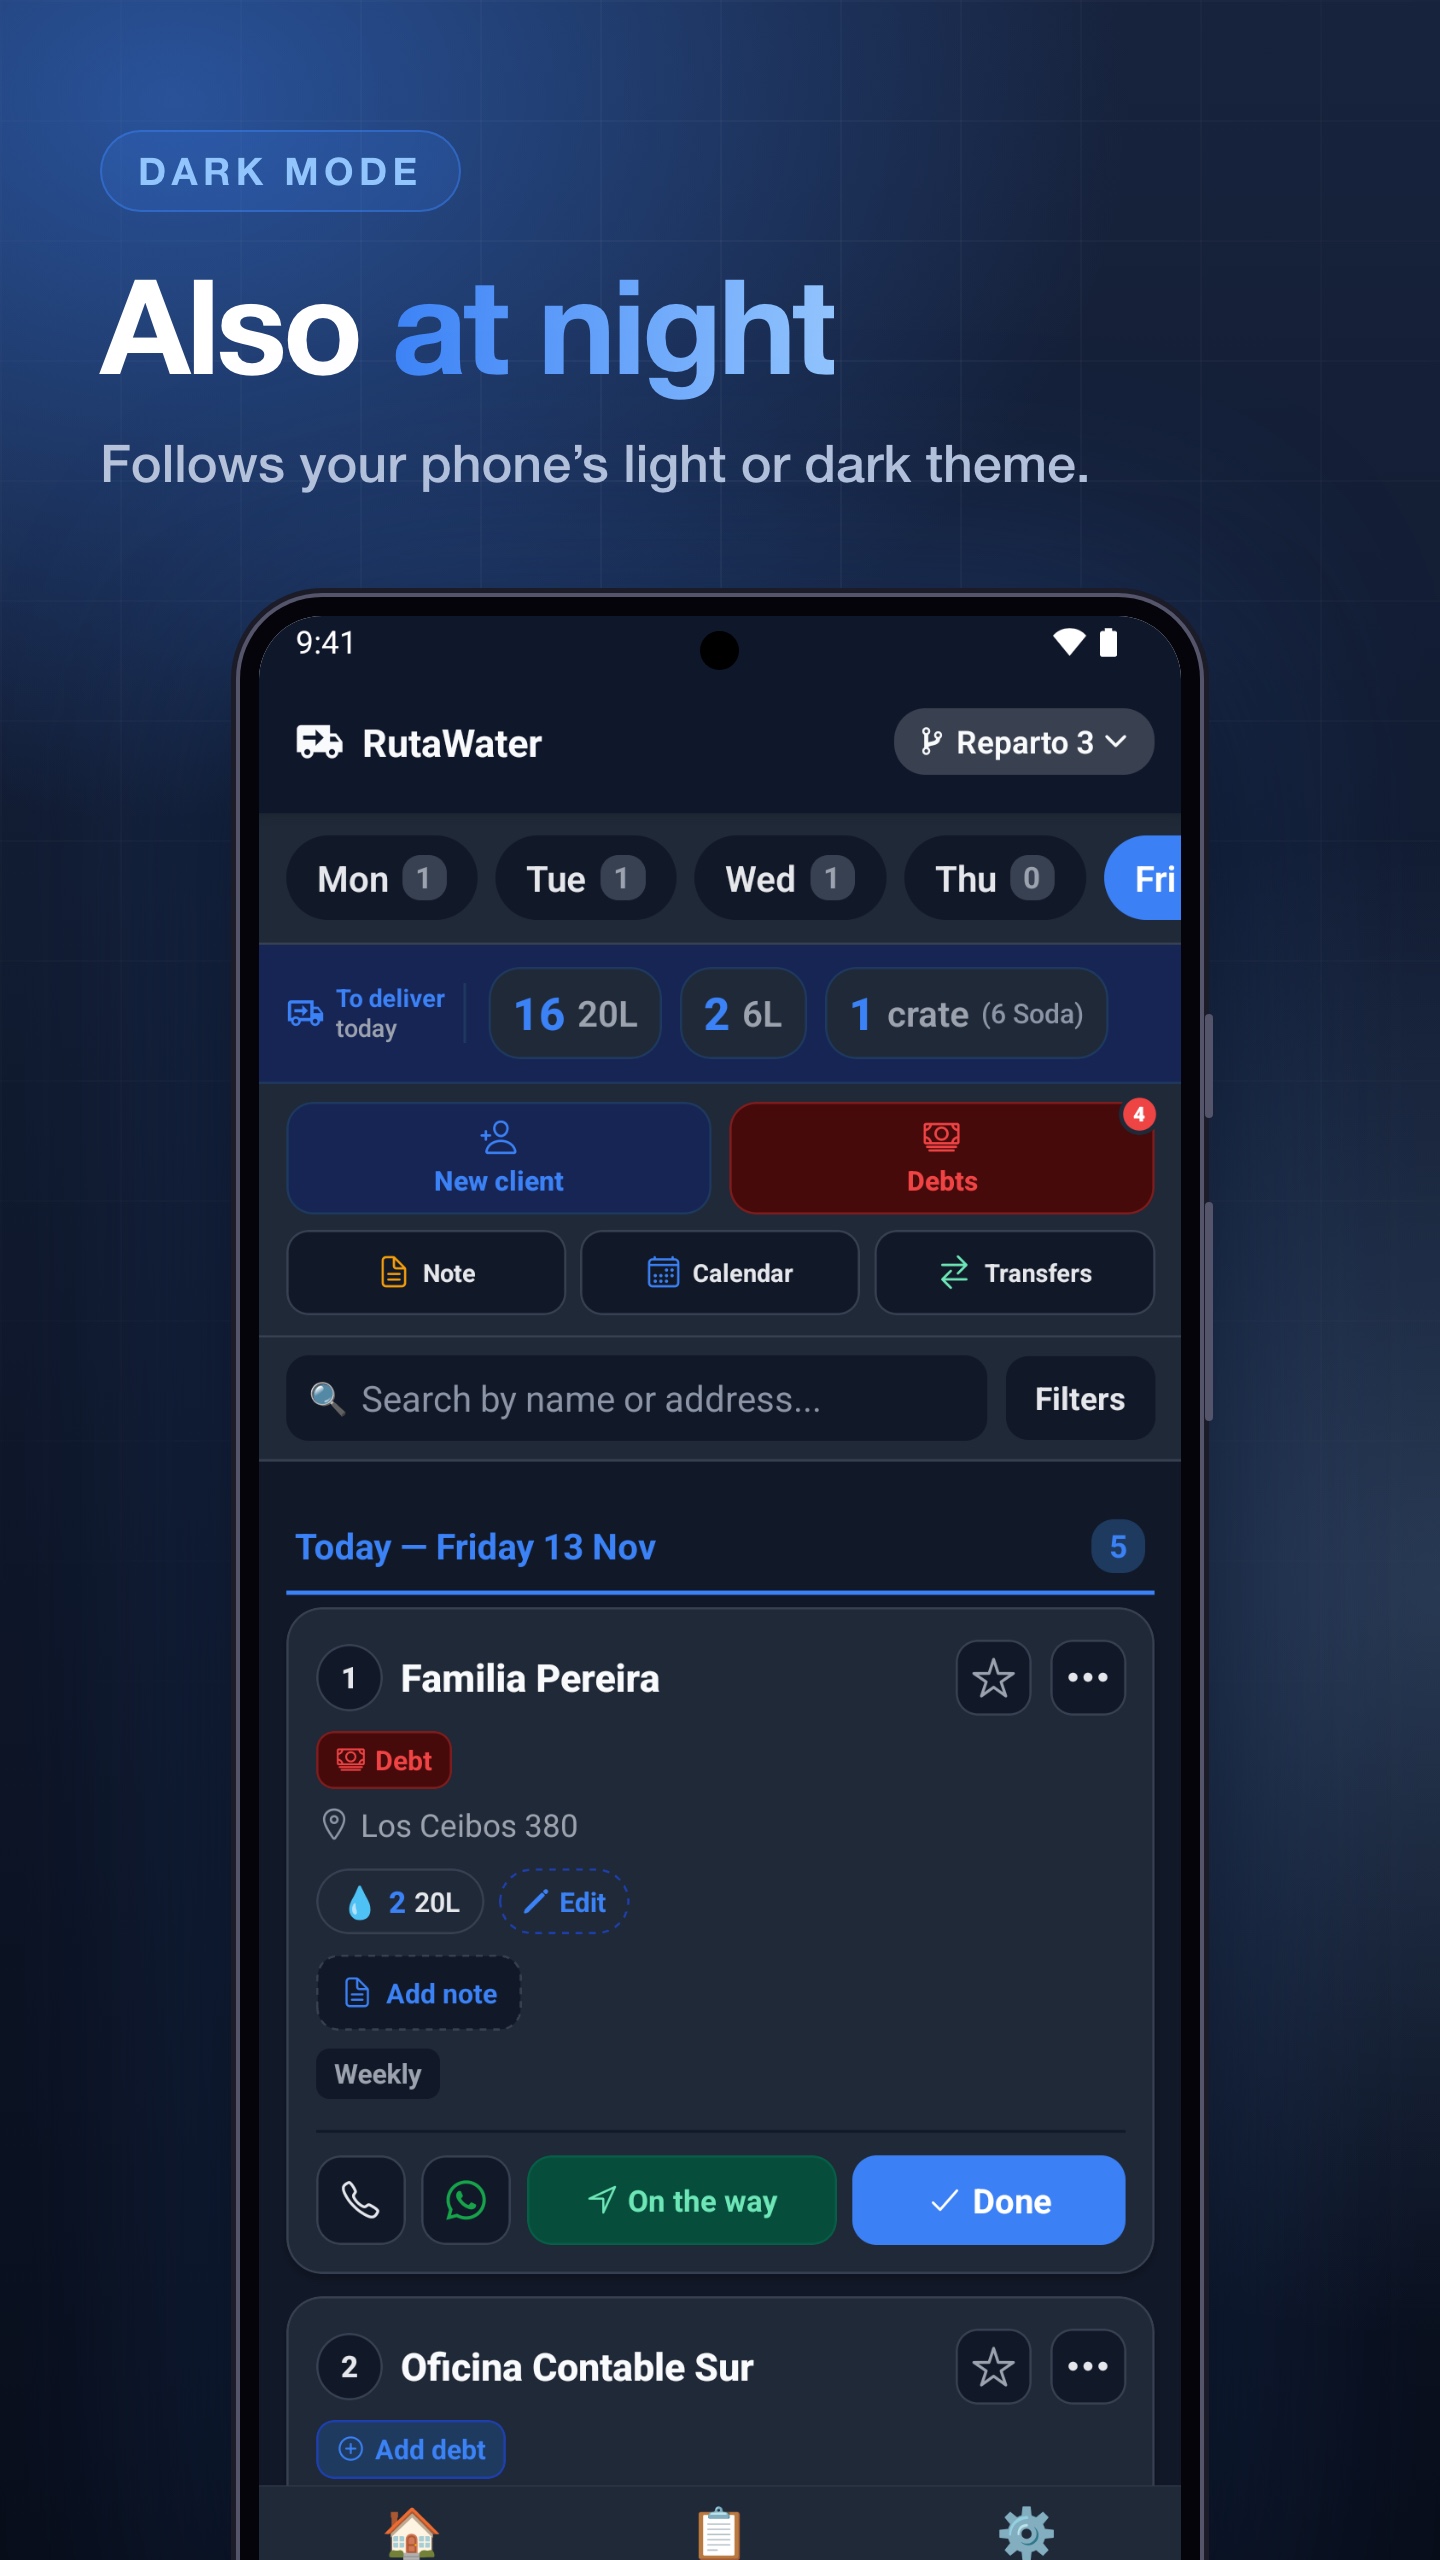 DARK MODE
Also at night
Follows your phone’s light or dark theme.
9:41
RutaWater
Reparto 3
Mon 1
Tue 1
Wed 1
Thu 0
Fri
To deliver
today
16 20L
2 6L
1 crate (6 Soda)
New client
Debts
4
Note
Calendar
Transfers
Search by name or address...
Filters
Today — Friday 13 Nov
5
1
Familia Pereira
Debt
Los Ceibos 380
2 20L
Edit
Add note
Weekly
On the way
Done
2
Oficina Contable Sur
Add debt